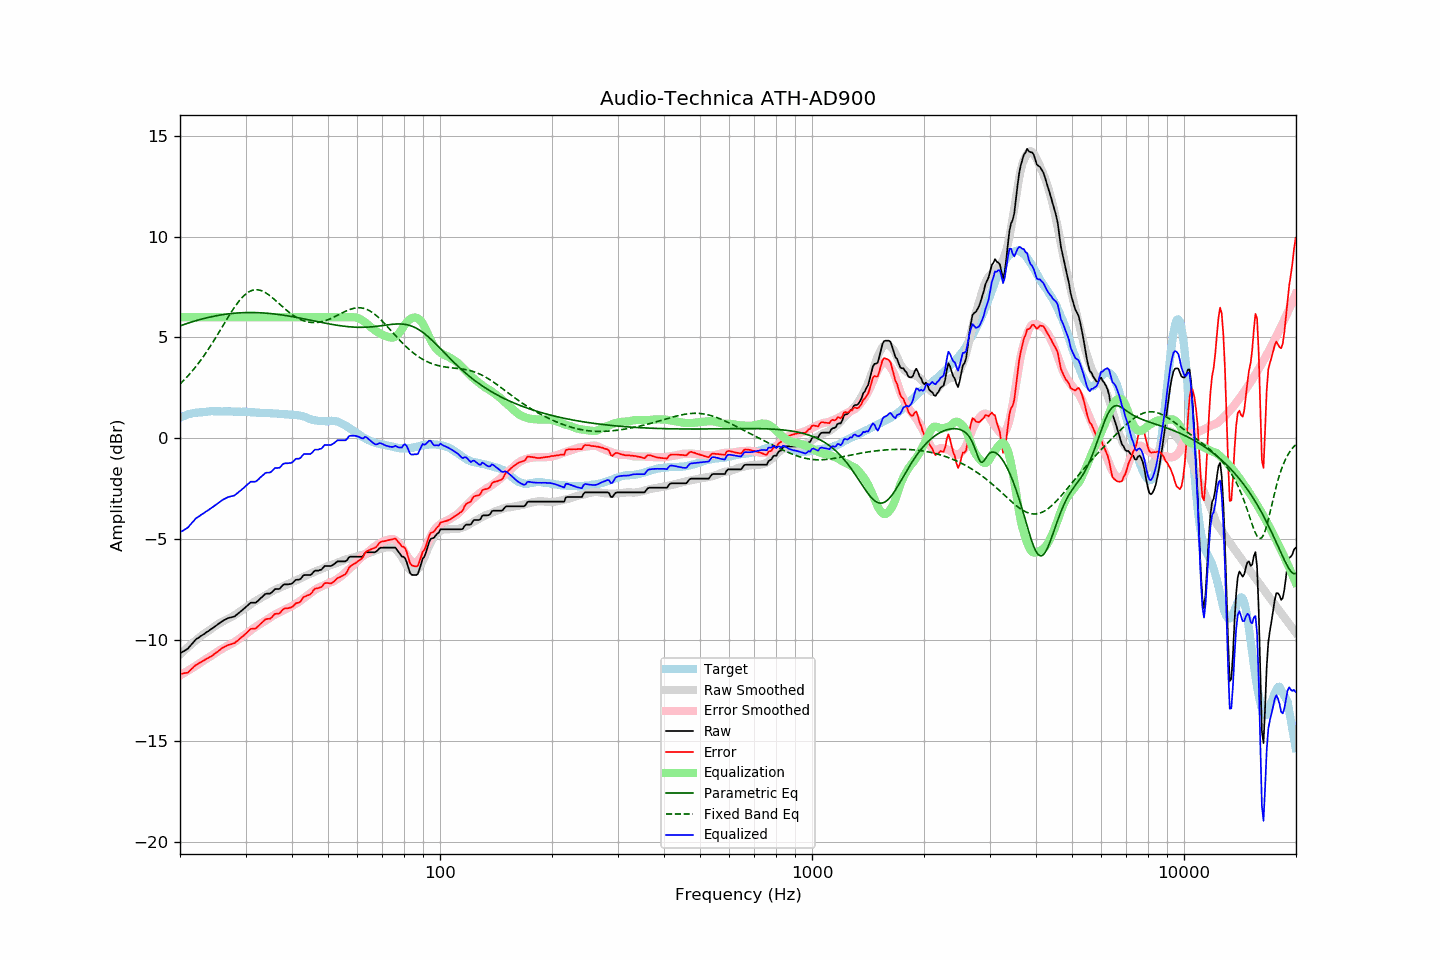 Audio-Technica ATH-AD900
15
10
5
0
−5
−10
−15
−20
Amplitude (dBr)
Target
Raw Smoothed
Error Smoothed
Raw
Error
Equalization
Parametric Eq
Fixed Band Eq
Equalized
100 1000 10000
Frequency (Hz)